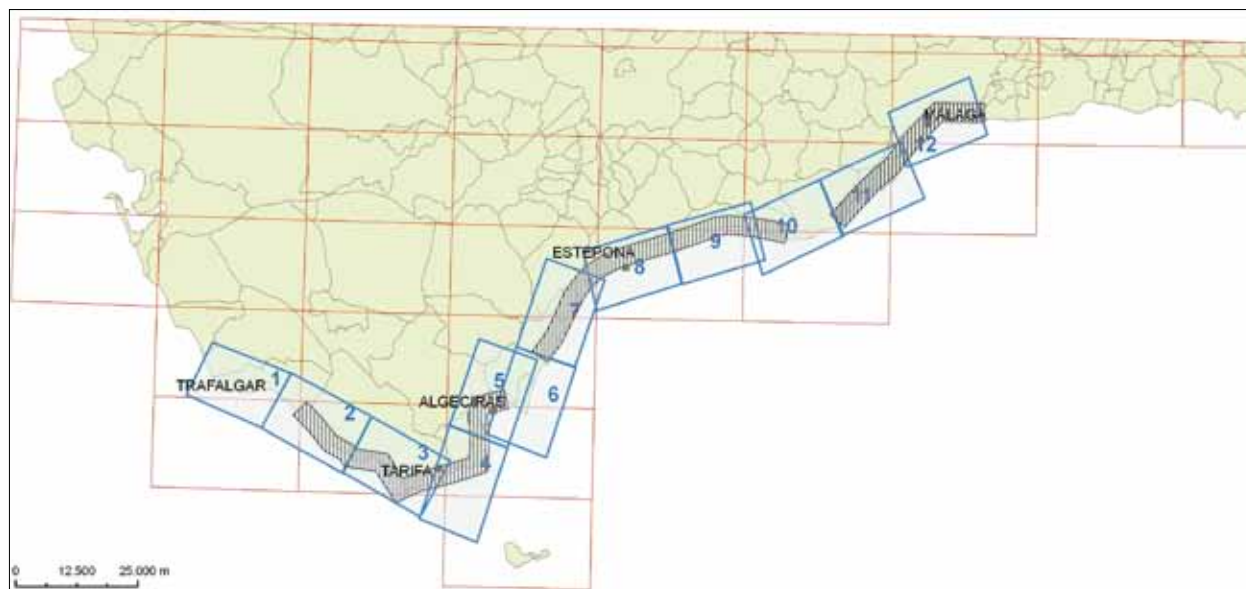 MALAGA
12
11
10
9
ESTEPONA
8
7
TRAFALGAR
1
2
3
TARIFA
ALGECIRAS
5
6
4
0 12.500 25.000 m